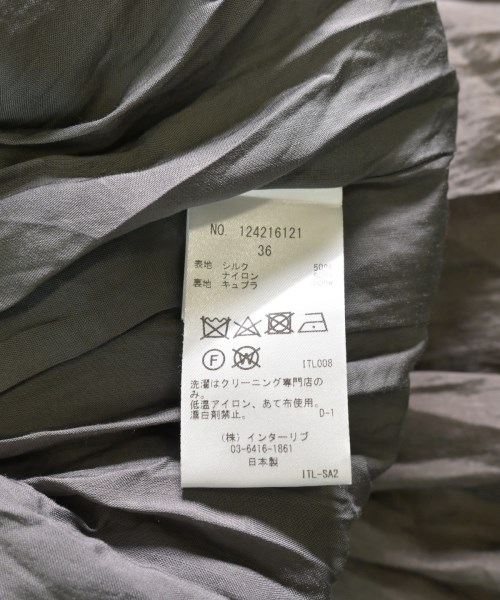 NO. 124216121
36
表地 シルク 50%
ナイロン
裏地 キュプラ
F W
ITL008
洗濯はクリーニング専門店の
み。
低温アイロン、あて布使用。
漂白剤禁止。 D-1
(株) インターリブ
03-6416-1861
日本製
ITL-SA2